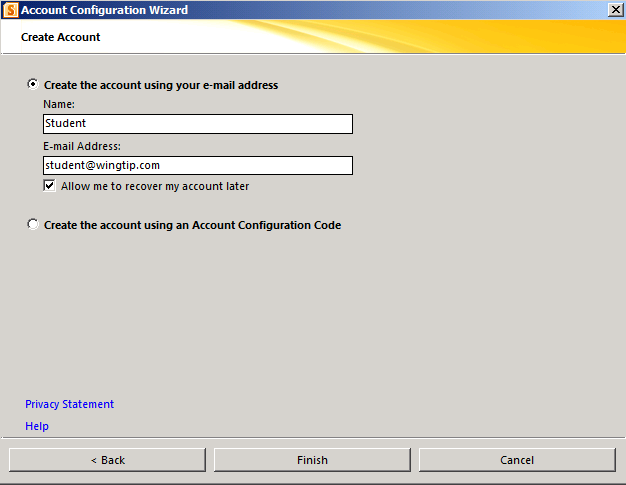 Account Configuration Wizard
Create Account
Create the account using your e-mail address
Name:
Student
E-mail Address:
student@wingtip.com
Allow me to recover my account later
Create the account using an Account Configuration Code
Privacy Statement
Help
< Back Finish Cancel